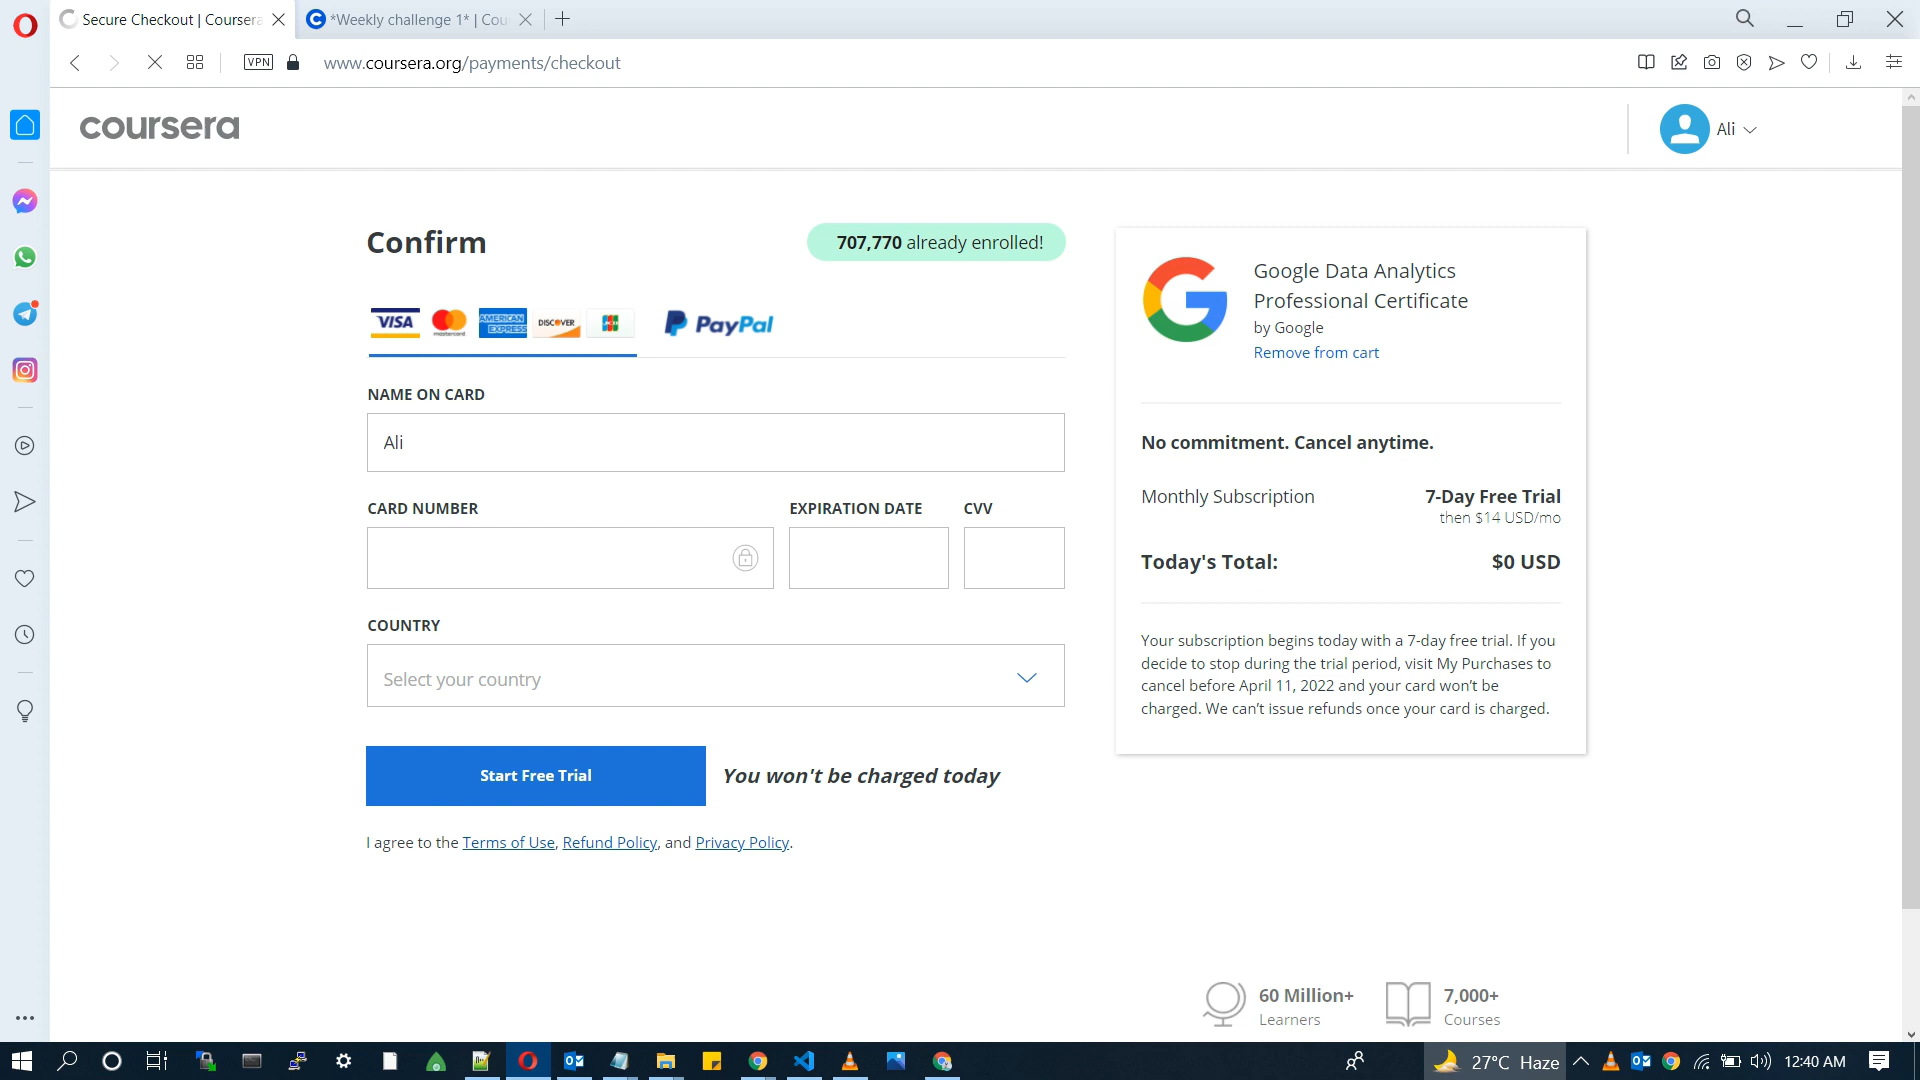 Secure Checkout | Coursera
*Weekly challenge 1* | Cou
VPN
www.coursera.org/payments/checkout
coursera
Ali
Confirm
707,770 already enrolled!
VISA
mastercard
AMERICAN EXPRESS
DISCOVER
JCB
PayPal
NAME ON CARD
Ali
CARD NUMBER
EXPIRATION DATE
CVV
COUNTRY
Select your country
Start Free Trial
You won't be charged today
I agree to the Terms of Use, Refund Policy, and Privacy Policy.
Google Data Analytics
Professional Certificate
by Google
Remove from cart
No commitment. Cancel anytime.
Monthly Subscription
7-Day Free Trial
then $14 USD/mo
Today's Total:
$0 USD
Your subscription begins today with a 7-day free trial. If you
decide to stop during the trial period, visit My Purchases to
cancel before April 11, 2022 and your card won't be
charged. We can't issue refunds once your card is charged.
60 Million+
Learners
7,000+
Courses
27°C Haze
12:40 AM